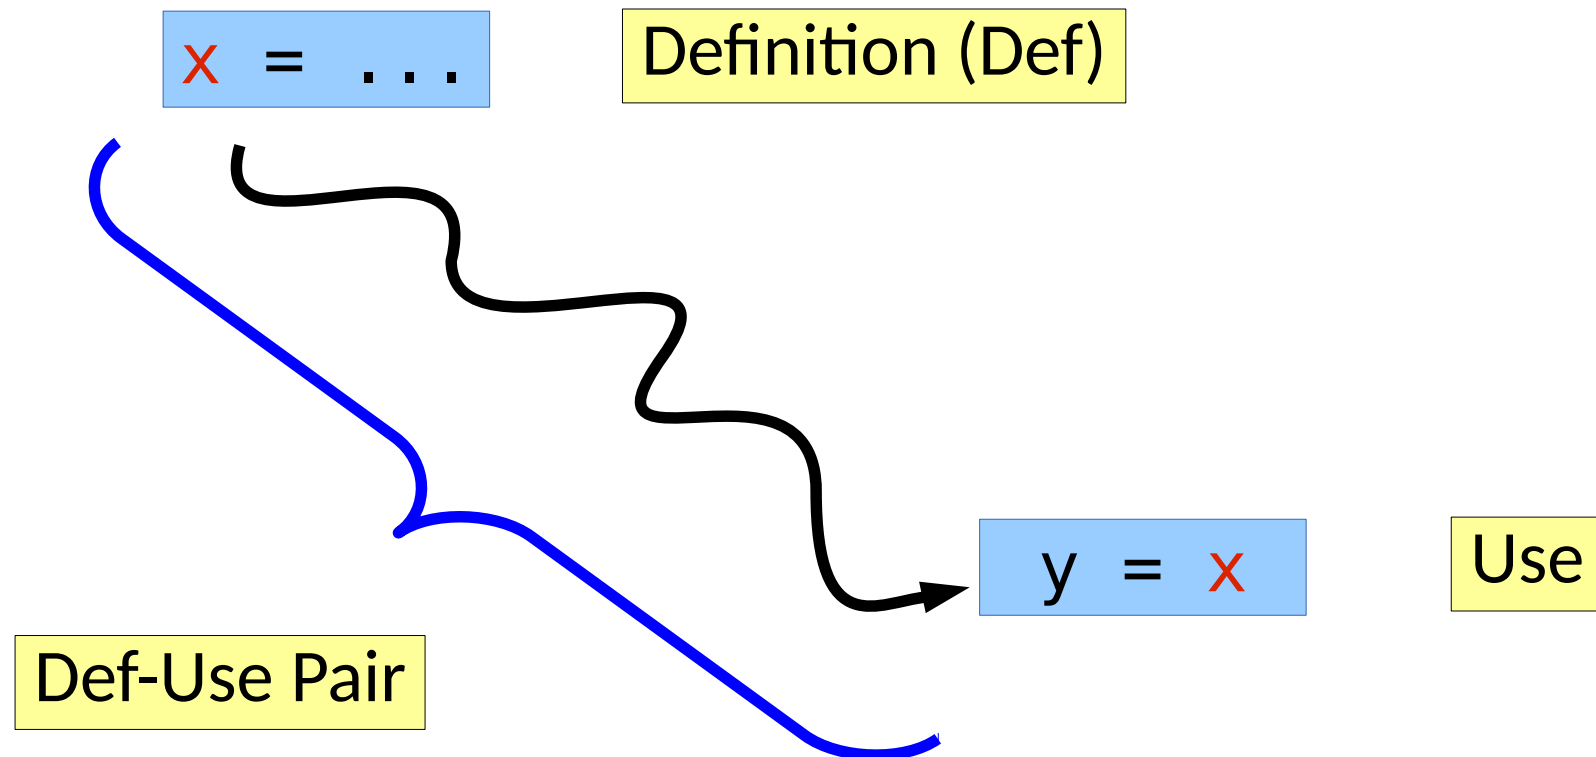 x = ...
Definition (Def)
y = x
Use
Def-Use Pair